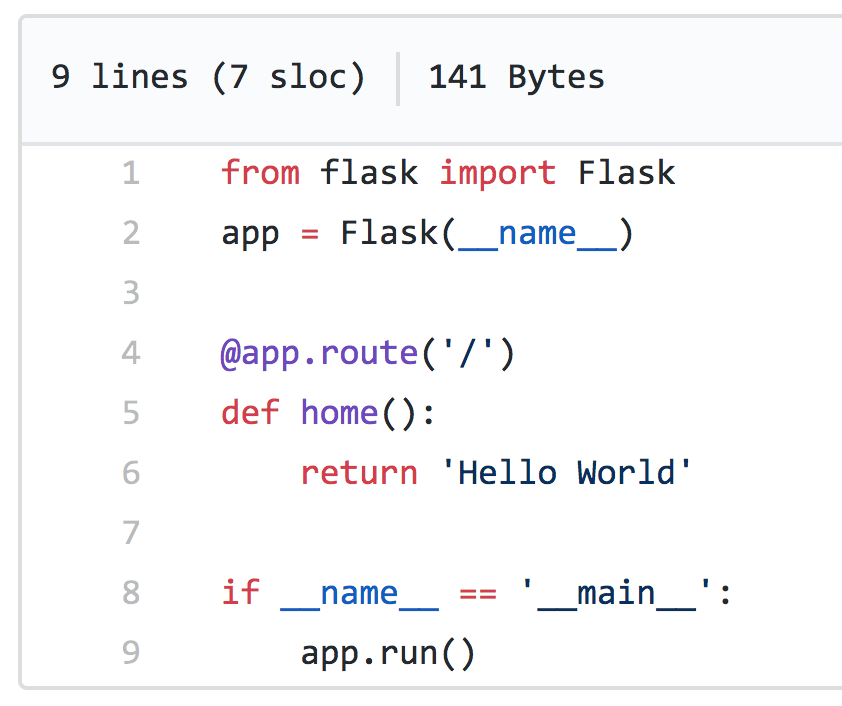 9 lines (7 sloc) | 141 Bytes
1 from flask import Flask
2 app = Flask(__name__)
3
4 @app.route('/')
5 def home():
6     return 'Hello World'
7
8 if __name__ == '__main__':
9     app.run()